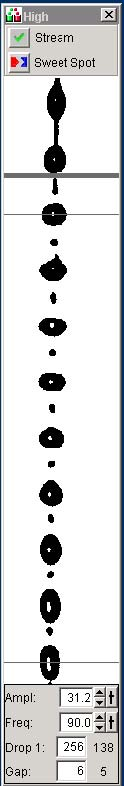 High
Stream
Sweet Spot
Ampl: 31.2
Freq: 90.0
Drop 1: 256 138
Gap: 6 5